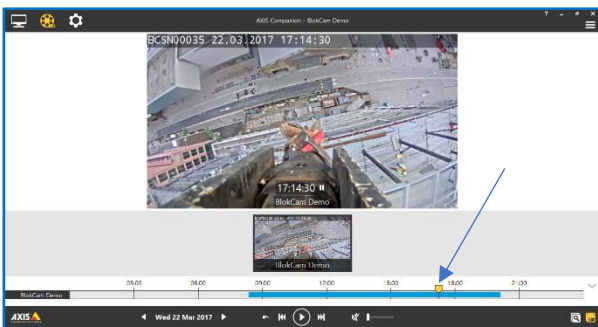 AXIS Companion - BlokCam Demo
BCSN00035 22.03.2017 17:14:30
17:14:30
BlokCam Demo
BlokCam Demo
03:00 06:00 09:00 12:00 15:00 18:00 21:00
BlokCam Demo
AXIS
Wed 22 Mar 2017